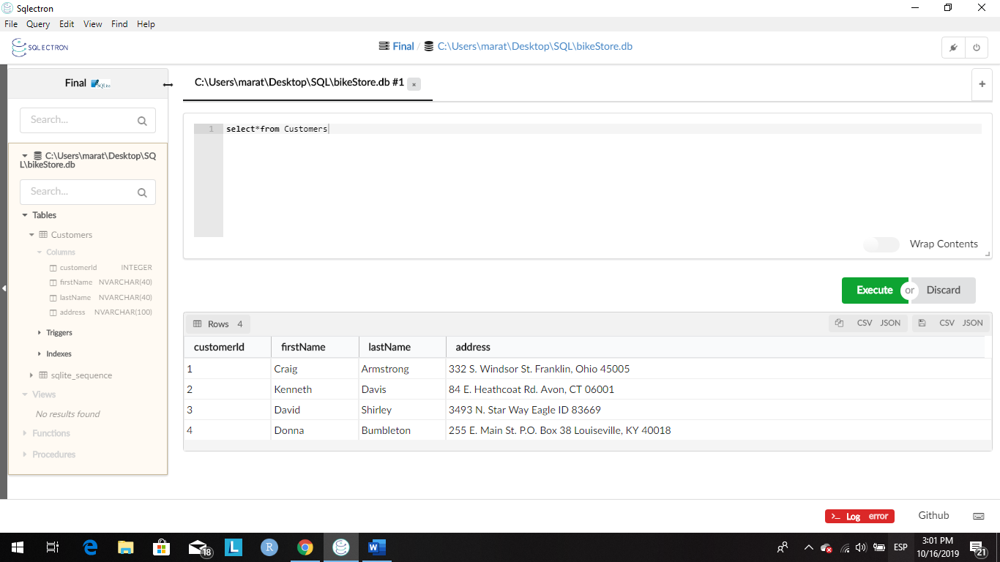 Sqlectron
File Query Edit View Find Help
SQLECTRON
Final / C:\Users\marat\Desktop\SQL\bikeStore.db
Final SQLite
C:\Users\marat\Desktop\SQL\bikeStore.db #1 ×
+
Search...
1 select*from Customers
C:\Users\marat\Desktop\SQ
L\bikeStore.db
Search...
Tables
Customers
Columns
customerId INTEGER
firstName NVARCHAR(40)
lastName NVARCHAR(40)
address NVARCHAR(100)
Triggers
Indexes
sqlite_sequence
Views
No results found
Functions
Procedures
Wrap Contents
Execute or Discard
Rows 4 CSV JSON CSV JSON
customerId firstName lastName address
1 Craig Armstrong 332 S. Windsor St. Franklin, Ohio 45005
2 Kenneth Davis 84 E. Heathcoat Rd. Avon, CT 06001
3 David Shirley 3493 N. Star Way Eagle ID 83669
4 Donna Bumbleton 255 E. Main St. P.O. Box 38 Louiseville, KY 40018
>_ Log error Github
18 L R W ESP 3:01 PM
10/16/2019 21